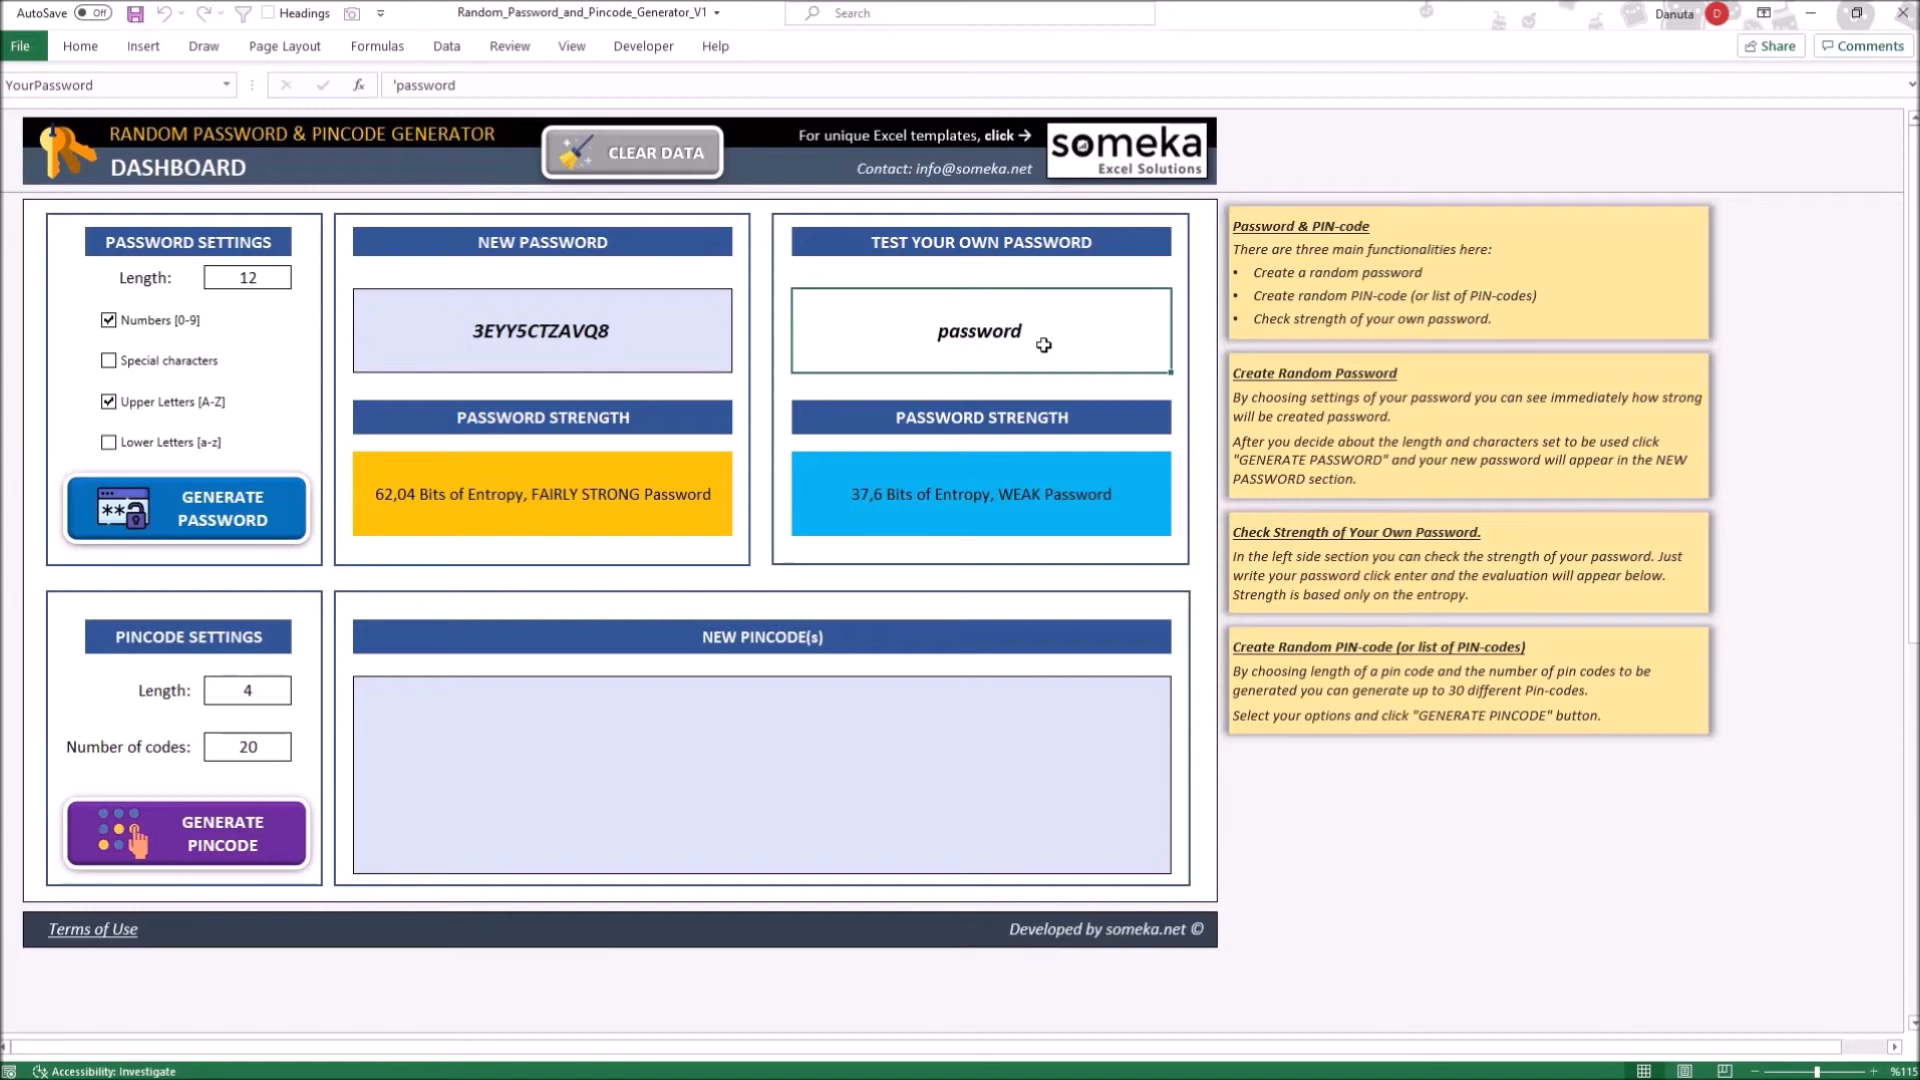 AutoSave Off Headings Random_Password_and_Pincode_Generator_V1 Search Danuta D
File Home Insert Draw Page Layout Formulas Data Review View Developer Help Share Comments
YourPassword fx 'password
RANDOM PASSWORD & PINCODE GENERATOR
DASHBOARD
CLEAR DATA
For unique Excel templates, click →
Contact: info@someka.net
someka
Excel Solutions
PASSWORD SETTINGS
Length: 12
Numbers [0-9]
Special characters
Upper Letters [A-Z]
Lower Letters [a-z]
GENERATE
PASSWORD
NEW PASSWORD
3EYY5CTZAVQ8
PASSWORD STRENGTH
62,04 Bits of Entropy, FAIRLY STRONG Password
TEST YOUR OWN PASSWORD
password
PASSWORD STRENGTH
37,6 Bits of Entropy, WEAK Password
Password & PIN-code
There are three main functionalities here:
• Create a random password
• Create random PIN-code (or list of PIN-codes)
• Check strength of your own password.
Create Random Password
By choosing settings of your password you can see immediately how strong
will be created password.
After you decide about the length and characters set to be used click
"GENERATE PASSWORD" and your new password will appear in the NEW
PASSWORD section.
Check Strength of Your Own Password.
In the left side section you can check the strength of your password. Just
write your password click enter and the evaluation will appear below.
Strength is based only on the entropy.
Create Random PIN-code (or list of PIN-codes)
By choosing length of a pin code and the number of pin codes to be
generated you can generate up to 30 different Pin-codes.
Select your options and click "GENERATE PINCODE" button.
PINCODE SETTINGS
Length: 4
Number of codes: 20
GENERATE
PINCODE
NEW PINCODE(s)
Terms of Use
Developed by someka.net ©
Accessibility: Investigate
%115